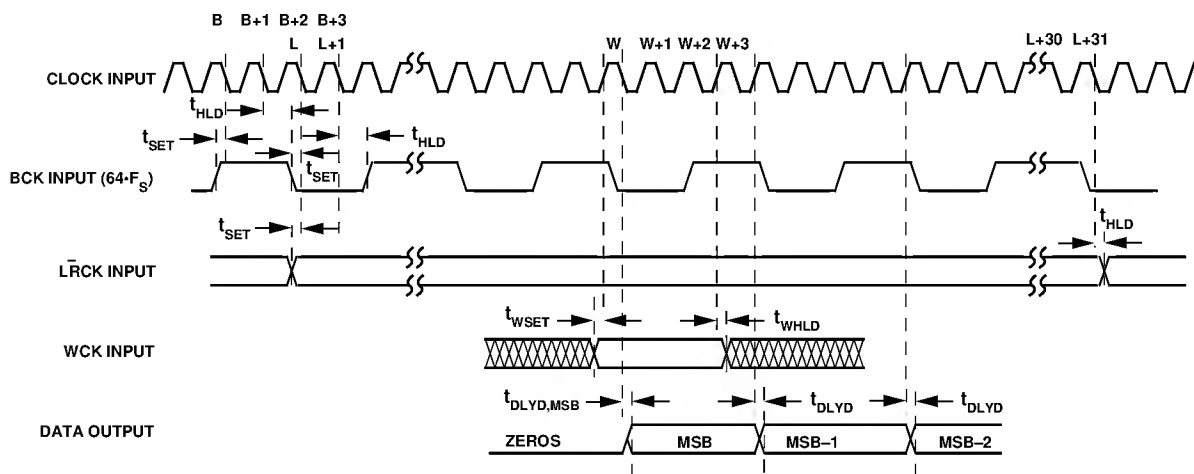 B B+1 B+2 B+3
L L+1
W W+1 W+2 W+3
L+30 L+31
CLOCK INPUT
tHLD
tSET
tHLD
BCK INPUT (64•FS)
tSET
tSET
tHLD
L̄RCK INPUT
tWSET
tWHLD
WCK INPUT
tDLYD,MSB
tDLYD
tDLYD
DATA OUTPUT
ZEROS MSB MSB–1 MSB–2